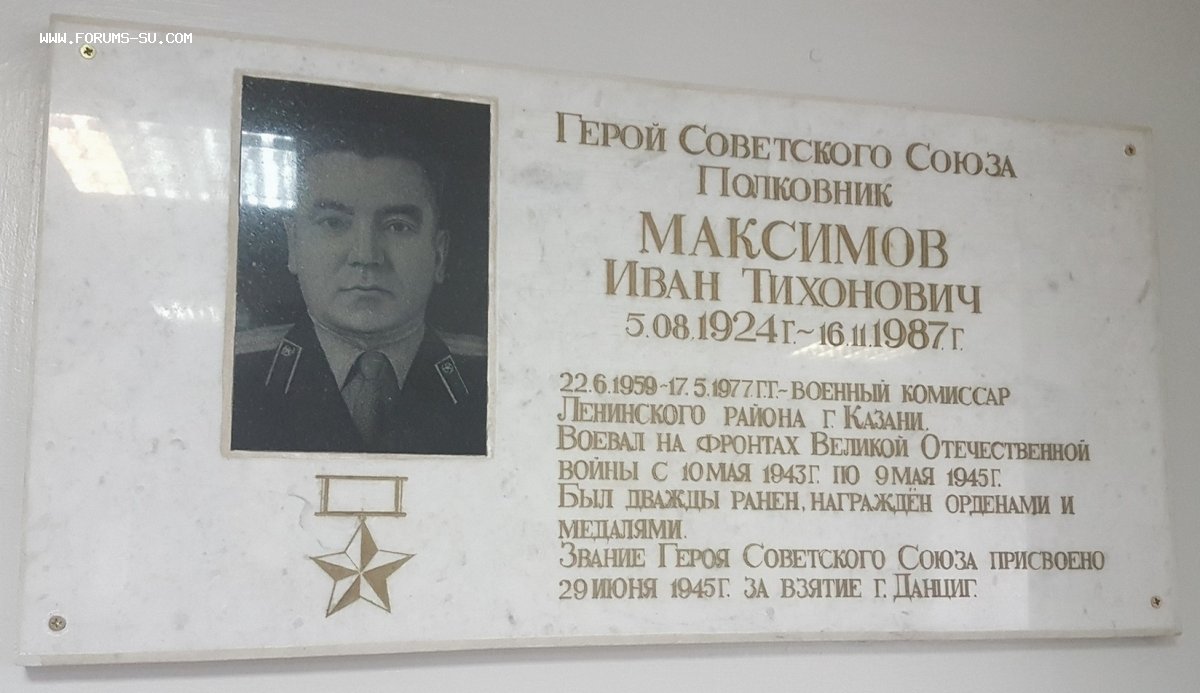 WWW.FORUMS-SU.COM
Герой Советского Союза
Полковник
МАКСИМОВ
Иван Тихонович
5.08.1924г.~16.11.1987г.
22.6.1959~17.5.1977г.г.~военный комиссар
Ленинского района г. Казани.
Воевал на фронтах Великой Отечественной
войны с 10 мая 1943г. по 9 мая 1945г.
Был дважды ранен, награждён орденами и
медалями.
Звание Героя Советского Союза присвоено
29 июня 1945г. за взятие г. Данциг.